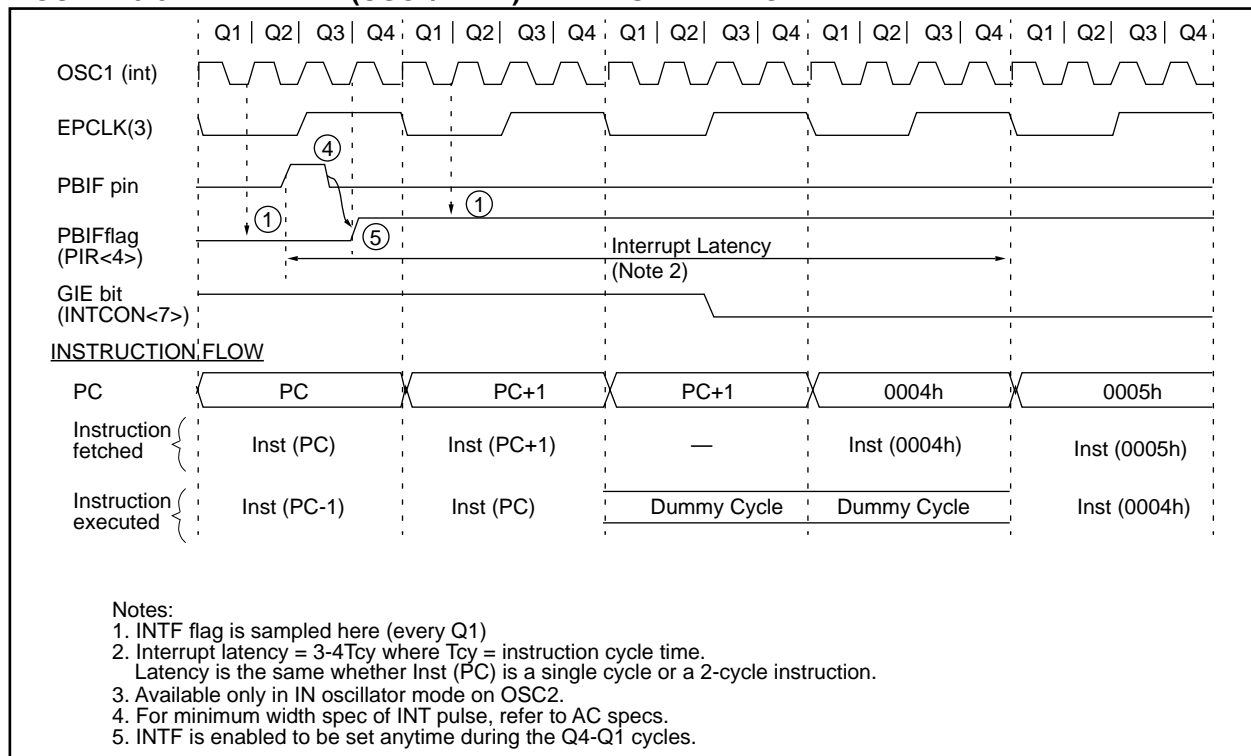 Q1 | Q2 | Q3 | Q4 Q1 | Q2 | Q3 | Q4 Q1 | Q2 | Q3 | Q4 Q1 | Q2 | Q3 | Q4 Q1 | Q2 | Q3 | Q4
OSC1 (int)
EPCLK(3)
4
PBIF pin
1
1
PBIFflag
(PIR<4>)
5
Interrupt Latency
(Note 2)
GIE bit
(INTCON<7>)
INSTRUCTION FLOW
PC PC PC+1 PC+1 0004h 0005h
Instruction
fetched
Inst (PC) Inst (PC+1) — Inst (0004h) Inst (0005h)
Instruction
executed
Inst (PC-1) Inst (PC) Dummy Cycle Dummy Cycle Inst (0004h)
Notes:
1. INTF flag is sampled here (every Q1)
2. Interrupt latency = 3-4Tcy where Tcy = instruction cycle time.
Latency is the same whether Inst (PC) is a single cycle or a 2-cycle instruction.
3. Available only in IN oscillator mode on OSC2.
4. For minimum width spec of INT pulse, refer to AC specs.
5. INTF is enabled to be set anytime during the Q4-Q1 cycles.